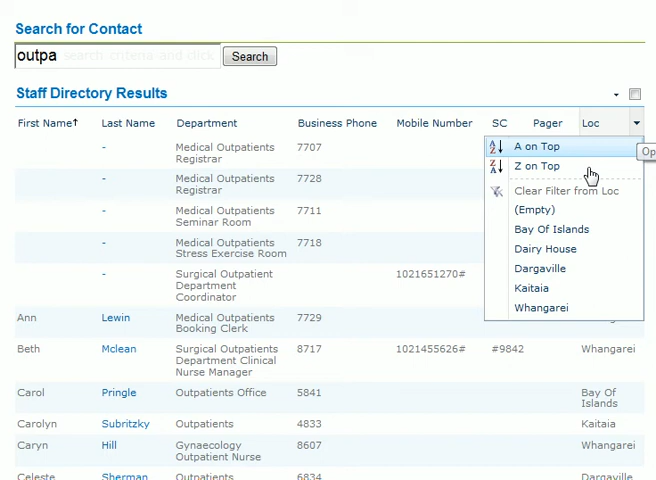 Search for Contact
outpa search criteria and click Search
Staff Directory Results
First Name Last Name Department Business Phone Mobile Number SC Pager Loc
- Medical Outpatients 7707
Registrar
- Medical Outpatients 7728
Registrar
- Medical Outpatients 7711
Seminar Room
- Medical Outpatients 7718
Stress Exercise Room
- Surgical Outpatient 1021651270#
Department
Coordinator
Ann Lewin Medical Outpatients 7729
Booking Clerk
Beth Mclean Surgical Outpatients 8717 1021455626# #9842 Whangarei
Department Clinical
Nurse Manager
Carol Pringle Outpatients Office 5841 Bay Of
Islands
Carolyn Subritzky Outpatients 4833 Kaitaia
Caryn Hill Gynaecology 8607 Whangarei
Outpatient Nurse
Celeste Sherman Outpatients 6834 Dargaville
A on Top
Z on Top
Clear Filter from Loc
(Empty)
Bay Of Islands
Dairy House
Dargaville
Kaitaia
Whangarei